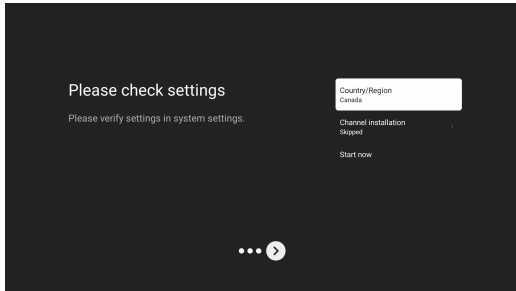 Please check settings
Please verify settings in system settings.
Country/Region
Canada
Channel installation
Skipped
Start now